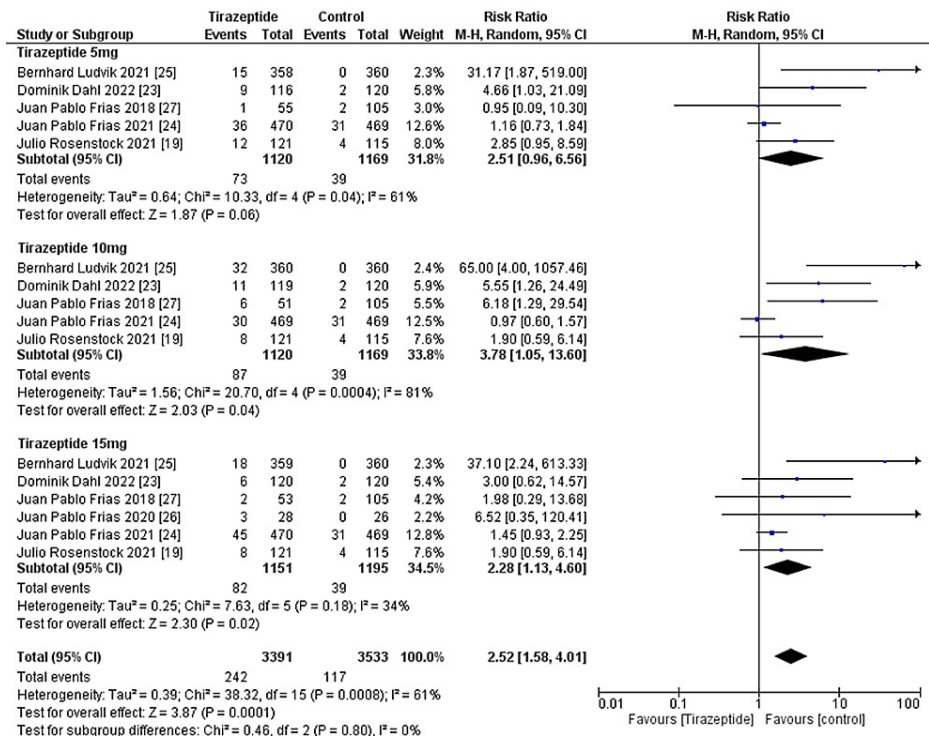 Tirazeptide Control Risk Ratio Risk Ratio
Study or Subgroup Events Total Events Total Weight M-H, Random, 95% CI M-H, Random, 95% CI
Tirazeptide 5mg
Bernhard Ludvik 2021 [25] 15 358 0 360 2.3% 31.17 [1.87, 519.00]
Dominik Dahl 2022 [23] 9 116 2 120 5.8% 4.66 [1.03, 21.09]
Juan Pablo Frias 2018 [27] 1 55 2 105 3.0% 0.95 [0.09, 10.30]
Juan Pablo Frias 2021 [24] 36 470 31 469 12.6% 1.16 [0.73, 1.84]
Julio Rosenstock 2021 [19] 12 121 4 115 8.0% 2.85 [0.95, 8.59]
Subtotal (95% CI) 1120 1169 31.8% 2.51 [0.96, 6.56]
Total events 73 39
Heterogeneity: Tau² = 0.64; Chi² = 10.33, df = 4 (P = 0.04); I² = 61%
Test for overall effect: Z = 1.87 (P = 0.06)
Tirazeptide 10mg
Bernhard Ludvik 2021 [25] 32 360 0 360 2.4% 65.00 [4.00, 1057.46]
Dominik Dahl 2022 [23] 11 119 2 120 5.9% 5.55 [1.26, 24.49]
Juan Pablo Frias 2018 [27] 6 51 2 105 5.5% 6.18 [1.29, 29.54]
Juan Pablo Frias 2021 [24] 30 469 31 469 12.5% 0.97 [0.60, 1.57]
Julio Rosenstock 2021 [19] 8 121 4 115 7.6% 1.90 [0.59, 6.14]
Subtotal (95% CI) 1120 1169 33.8% 3.78 [1.05, 13.60]
Total events 87 39
Heterogeneity: Tau² = 1.56; Chi² = 20.70, df = 4 (P = 0.0004); I² = 81%
Test for overall effect: Z = 2.03 (P = 0.04)
Tirazeptide 15mg
Bernhard Ludvik 2021 [25] 18 359 0 360 2.3% 37.10 [2.24, 613.33]
Dominik Dahl 2022 [23] 6 120 2 120 5.4% 3.00 [0.62, 14.57]
Juan Pablo Frias 2018 [27] 2 53 2 105 4.2% 1.98 [0.29, 13.68]
Juan Pablo Frias 2020 [26] 3 28 0 26 2.2% 6.52 [0.35, 120.41]
Juan Pablo Frias 2021 [24] 45 470 31 469 12.8% 1.45 [0.93, 2.25]
Julio Rosenstock 2021 [19] 8 121 4 115 7.6% 1.90 [0.59, 6.14]
Subtotal (95% CI) 1151 1195 34.5% 2.28 [1.13, 4.60]
Total events 82 39
Heterogeneity: Tau² = 0.25; Chi² = 7.63, df = 5 (P = 0.18); I² = 34%
Test for overall effect: Z = 2.30 (P = 0.02)
Total (95% CI) 3391 3533 100.0% 2.52 [1.58, 4.01]
Total events 242 117
Heterogeneity: Tau² = 0.39; Chi² = 38.32, df = 15 (P = 0.0008); I² = 61%
Test for overall effect: Z = 3.87 (P = 0.0001)
Test for subgroup differences: Chi² = 0.46, df = 2 (P = 0.80), I² = 0%
0.01 0.1 1 10 100
Favours [Tirazeptide] Favours [control]